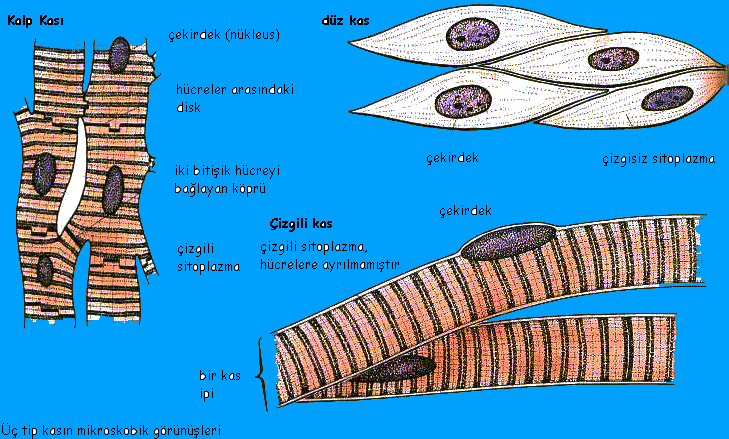 Kalp Kası
çekirdek (nükleus)
hücreler arasındaki
disk
iki bitişik hücreyi
bağlayan köprü
çizgili
sitoplazma
düz kas
çekirdek
çizgisiz sitoplazma
Çizgili kas
çekirdek
çizgili sitoplazma,
hücrelere ayrılmamıştır
bir kas
ipi
Üç tip kasın mikroskobik görünüşleri